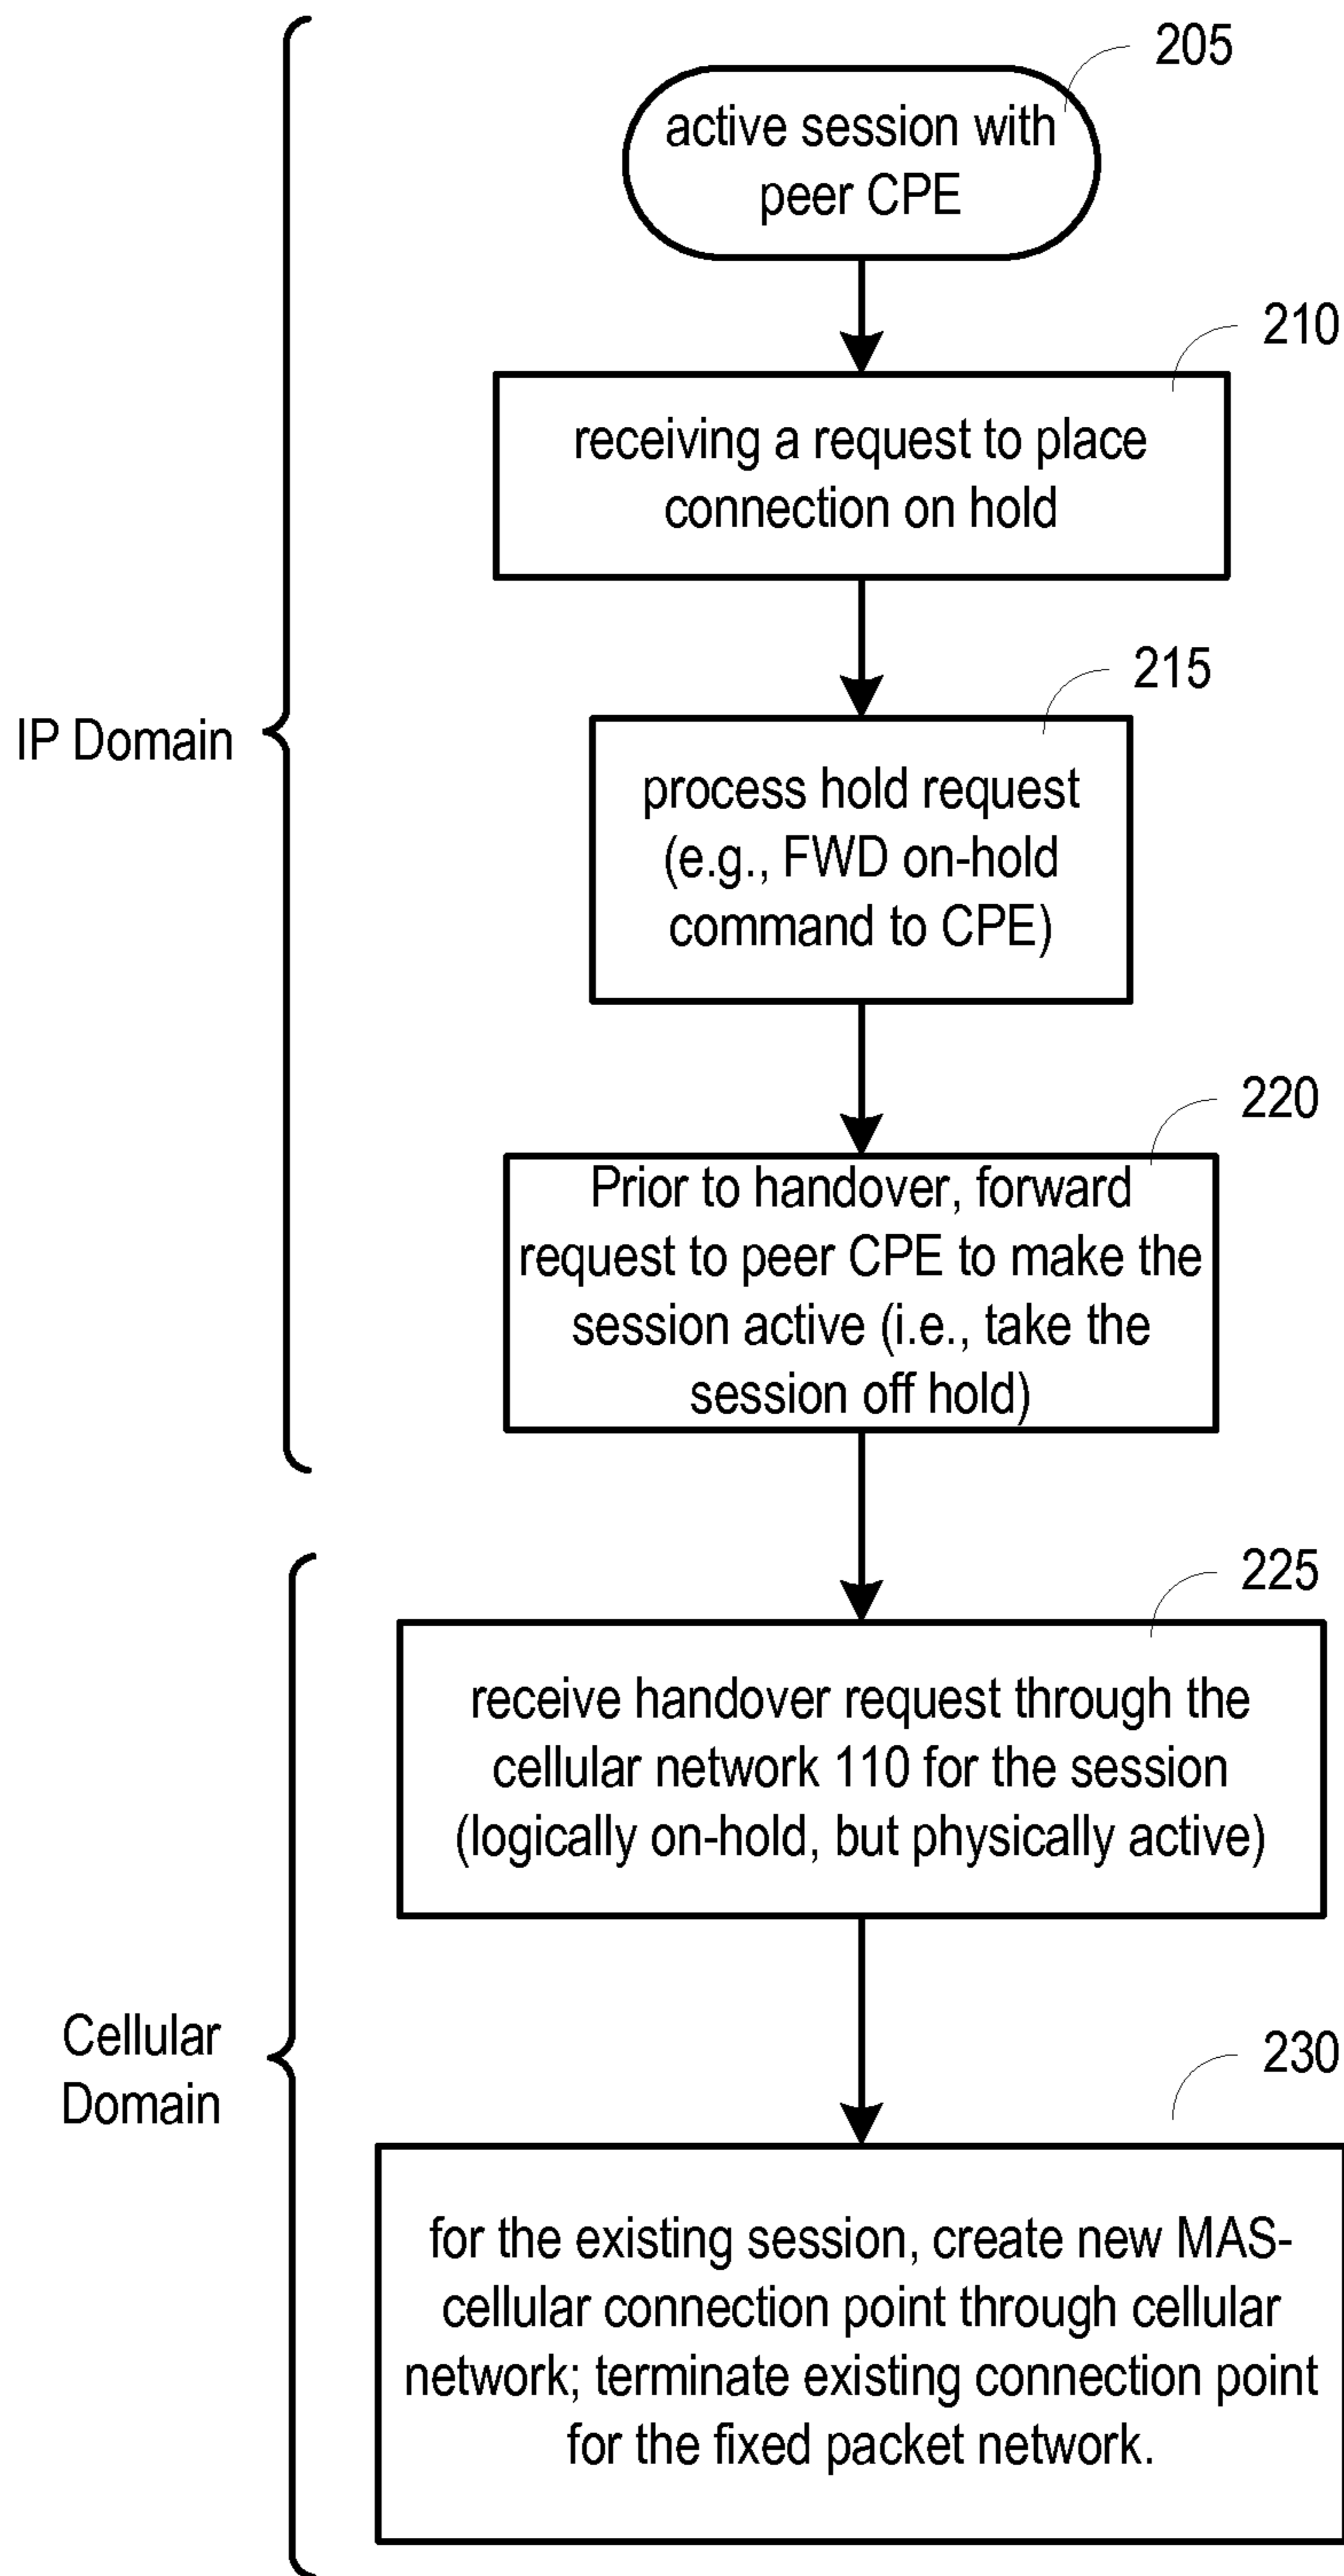 205
active session with
peer CPE
210
receiving a request to place
connection on hold
215
IP Domain
process hold request
(e.g., FWD on-hold
command to CPE)
220
Prior to handover, forward
request to peer CPE to make the
session active (i.e., take the
session off hold)
225
receive handover request through the
cellular network 110 for the session
(logically on-hold, but physically active)
Cellular
Domain
230
for the existing session, create new MAS-
cellular connection point through cellular
network; terminate existing connection point
for the fixed packet network.